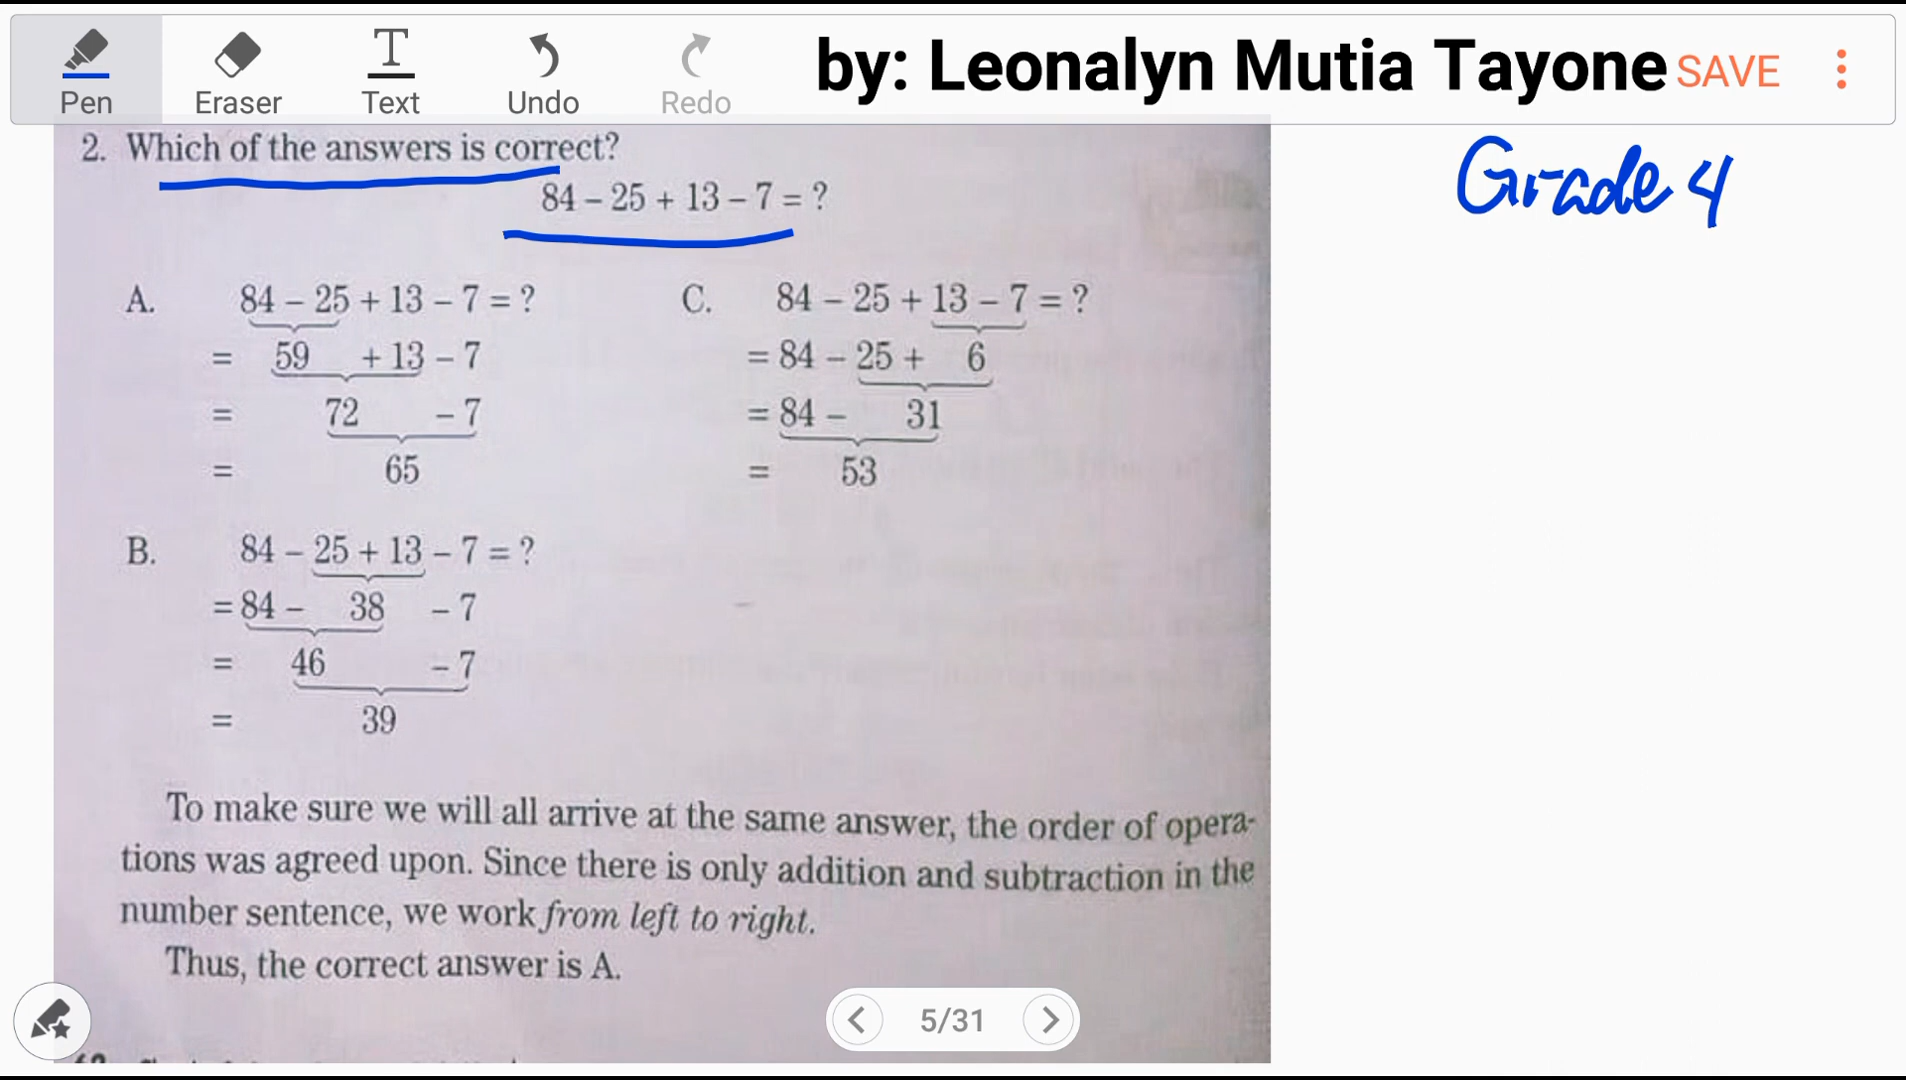 Pen
Eraser
Text
Undo
Redo
by: Leonalyn Mutia Tayone
SAVE
Grade 4
2. Which of the answers is correct?
84 – 25 + 13 – 7 = ?
A. 84 – 25 + 13 – 7 = ?
= 59 + 13 – 7
= 72 – 7
= 65
C. 84 – 25 + 13 – 7 = ?
= 84 – 25 + 6
= 84 – 31
= 53
B. 84 – 25 + 13 – 7 = ?
= 84 – 38 – 7
= 46 – 7
= 39
To make sure we will all arrive at the same answer, the order of opera-
tions was agreed upon. Since there is only addition and subtraction in the
number sentence, we work from left to right.
Thus, the correct answer is A.
5/31